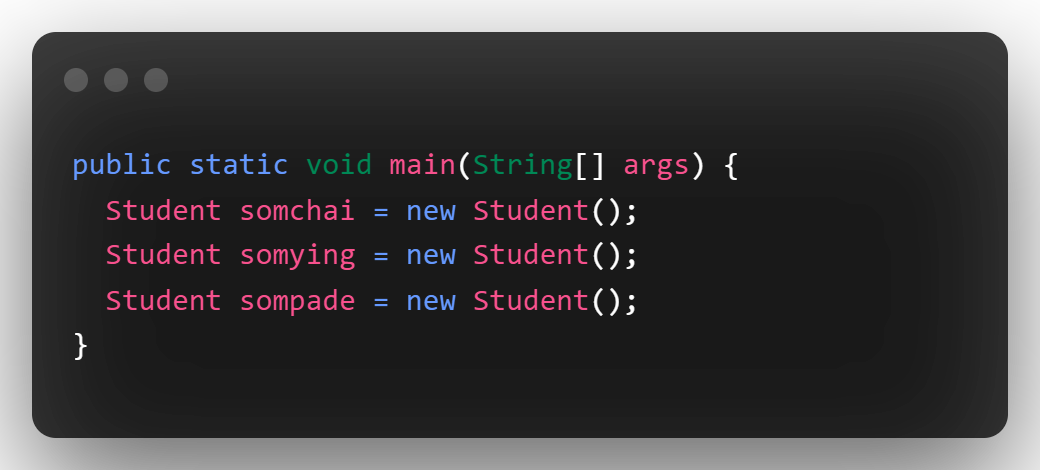 public static void main(String[] args) {
  Student somchai = new Student();
  Student somying = new Student();
  Student sompade = new Student();
}